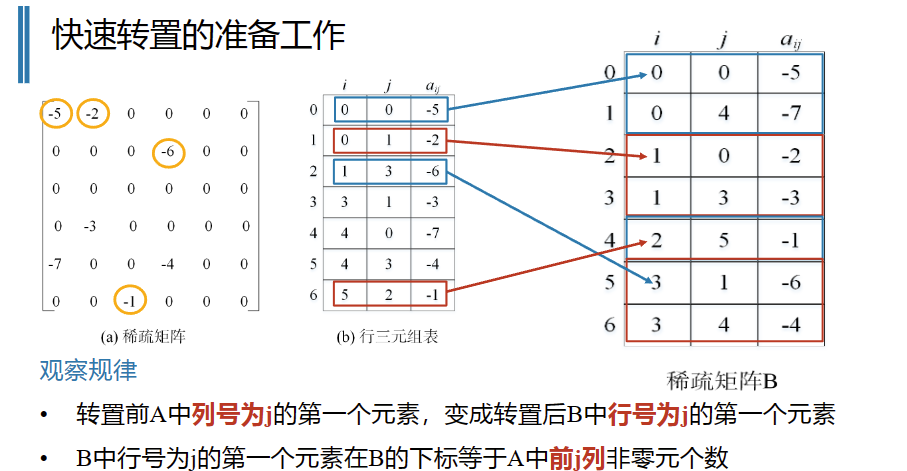 快速转置的准备工作
i j aij
0 0 0 -5
1 0 4 -7
2 1 0 -2
3 1 3 -3
4 2 5 -1
5 3 1 -6
6 3 4 -4
稀疏矩阵B
-5 -2 0 0 0 0
0 0 0 -6 0 0
0 0 0 0 0 0
0 -3 0 0 0 0
-7 0 0 -4 0 0
0 0 -1 0 0 0
(a) 稀疏矩阵
i j aij
0 0 0 -5
1 0 1 -2
2 1 3 -6
3 3 1 -3
4 4 0 -7
5 4 3 -4
6 5 2 -1
(b) 行三元组表
观察规律
• 转置前A中列号为j的第一个元素，变成转置后B中行号为j的第一个元素
• B中行号为j的第一个元素在B的下标等于A中前j列非零元个数